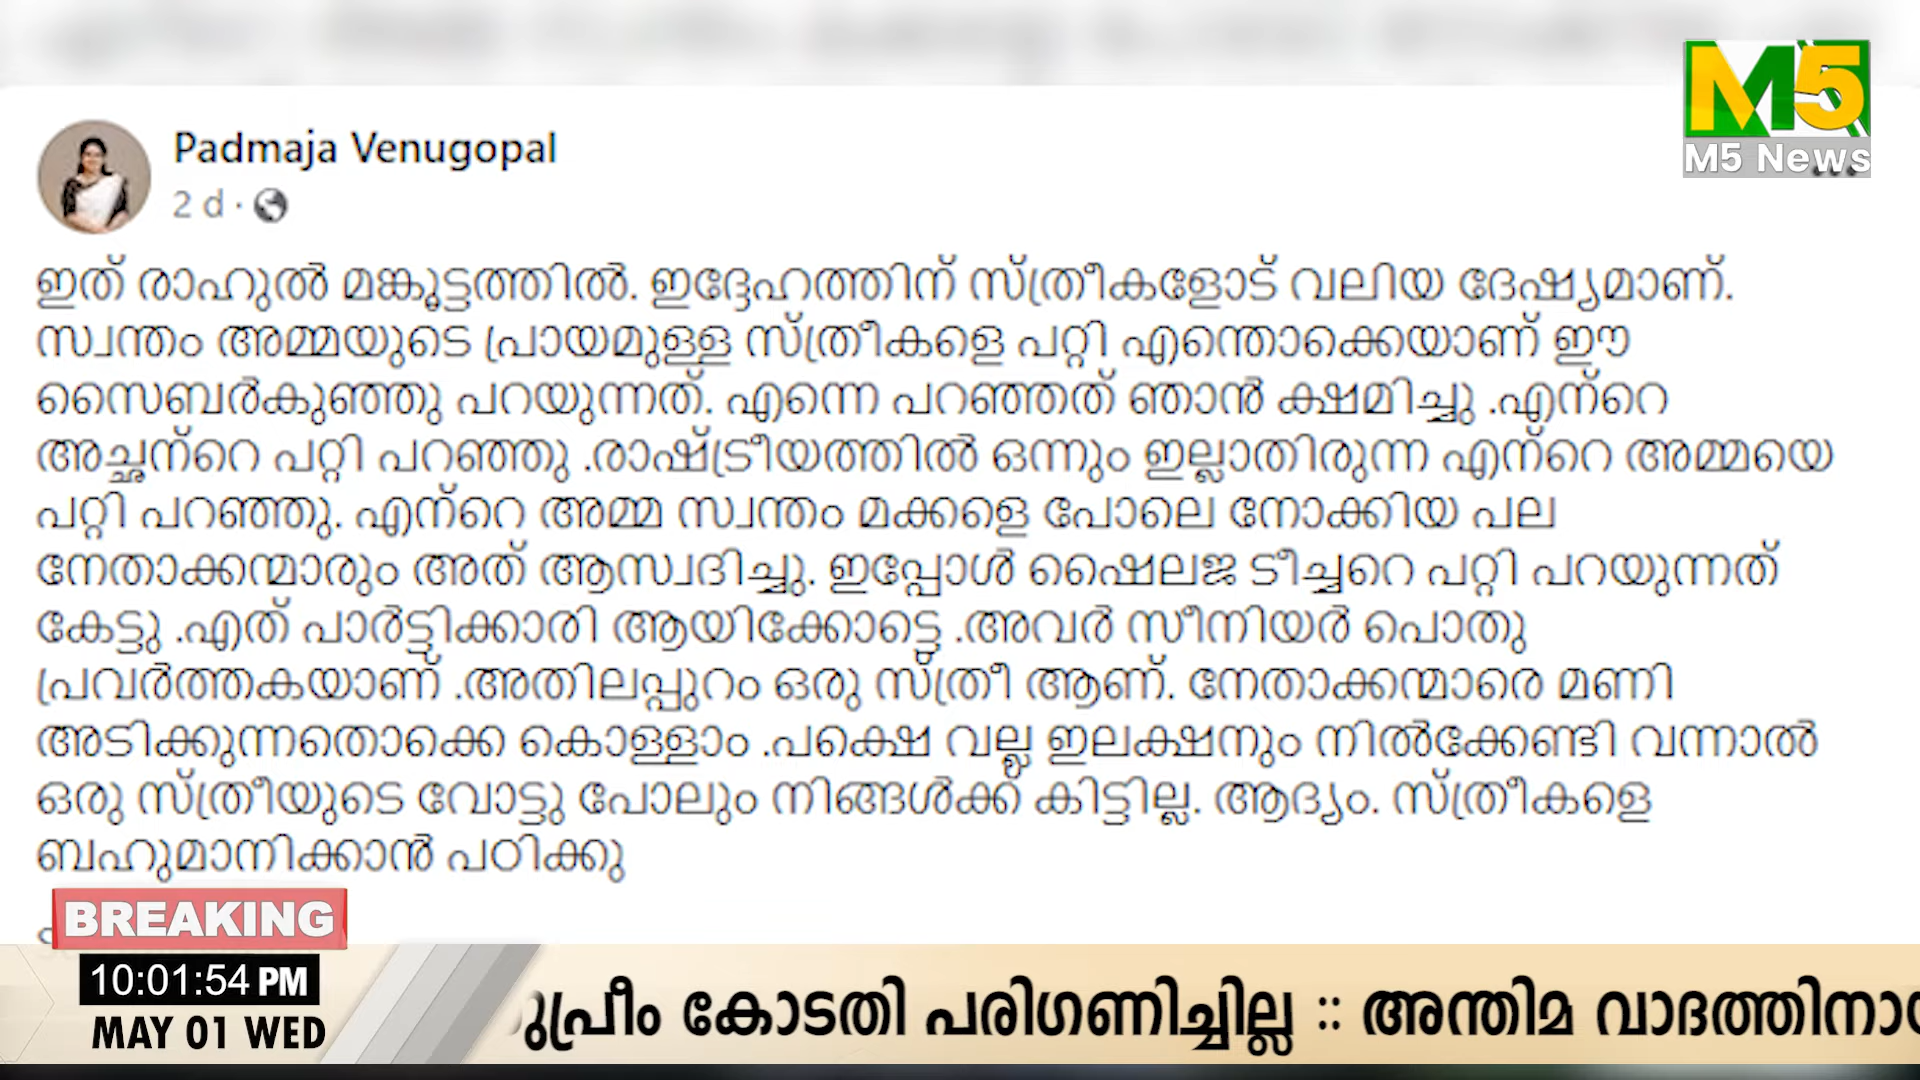 M5
M5 News
Padmaja Venugopal
2 d ·
ഇത് രാഹുൽ മങ്കൂട്ടത്തിൽ. ഇദ്ദേഹത്തിന് സ്ത്രീകളോട് വലിയ ദേഷ്യമാണ്.
സ്വന്തം അമ്മയുടെ പ്രായമുള്ള സ്ത്രീകളെ പറ്റി എന്തൊക്കെയാണ് ഈ
സൈബർകുഞ്ഞു പറയുന്നത്. എന്നെ പറഞ്ഞത് ഞാൻ ക്ഷമിച്ചു .എന്റെ
അച്ഛന്റെ പറ്റി പറഞ്ഞു .രാഷ്ട്രീയത്തിൽ ഒന്നും ഇല്ലാതിരുന്ന എന്റെ അമ്മയെ
പറ്റി പറഞ്ഞു. എന്റെ അമ്മ സ്വന്തം മക്കളെ പോലെ നോക്കിയ പല
നേതാക്കന്മാരും അത് ആസ്വദിച്ചു. ഇപ്പോൾ ഷൈലജ ടീച്ചറെ പറ്റി പറയുന്നത്
കേട്ടു .എത് പാർട്ടിക്കാരി ആയിക്കോട്ടെ .അവർ സീനിയർ പൊതു
പ്രവർത്തകയാണ് .അതിലപ്പുറം ഒരു സ്ത്രീ ആണ്. നേതാക്കന്മാരെ മണി
അടിക്കുന്നതൊക്കെ കൊള്ളാം .പക്ഷെ വല്ല ഇലക്ഷനും നിൽക്കേണ്ടി വന്നാൽ
ഒരു സ്ത്രീയുടെ വോട്ടു പോലും നിങ്ങൾക്ക് കിട്ടില്ല. ആദ്യം. സ്ത്രീകളെ
ബഹുമാനിക്കാൻ പഠിക്കു
BREAKING
10:01:54 PM
MAY 01 WED
കോടതി പരിഗണിച്ചില്ല :: അന്തിമ